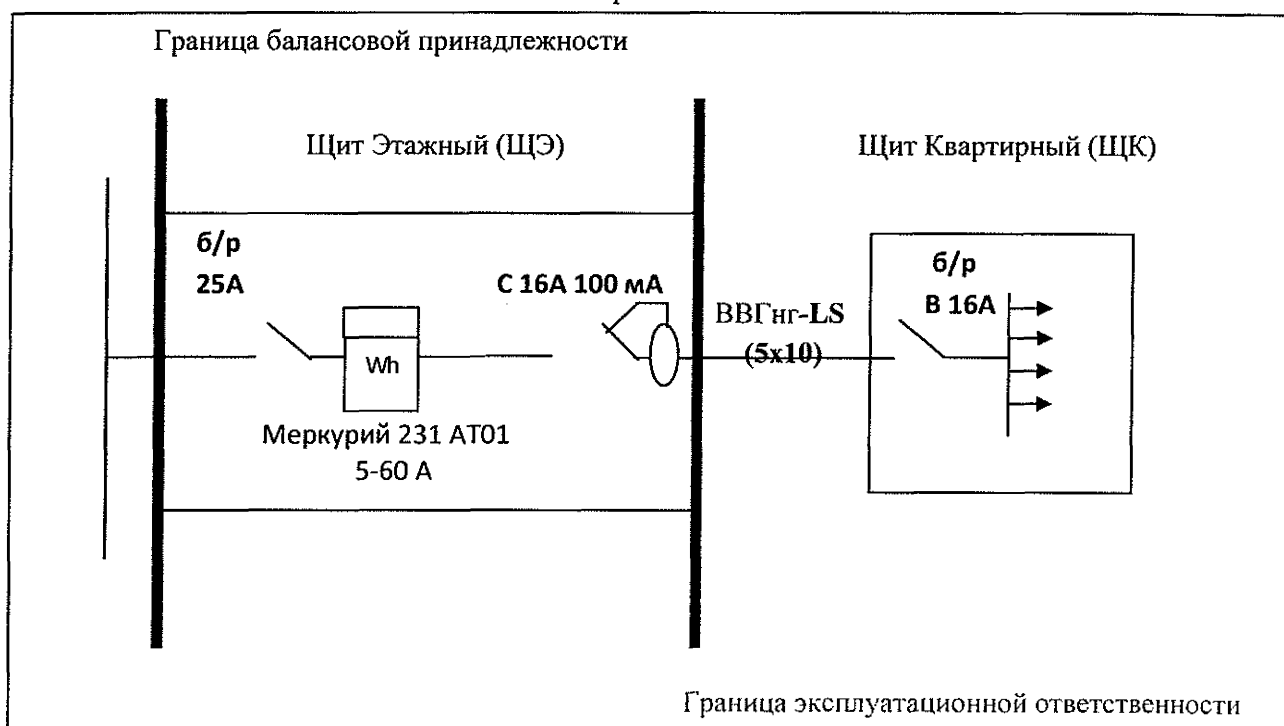 Граница балансовой принадлежности
Щит Этажный (ЩЭ)
Щит Квартирный (ЩК)
б/р
25А
С 16А 100 мА
ВВГнг-LS
(5х10)
б/р
В 16А
Wh
Меркурий 231 АТ01
5-60 А
Граница эксплуатационной ответственности